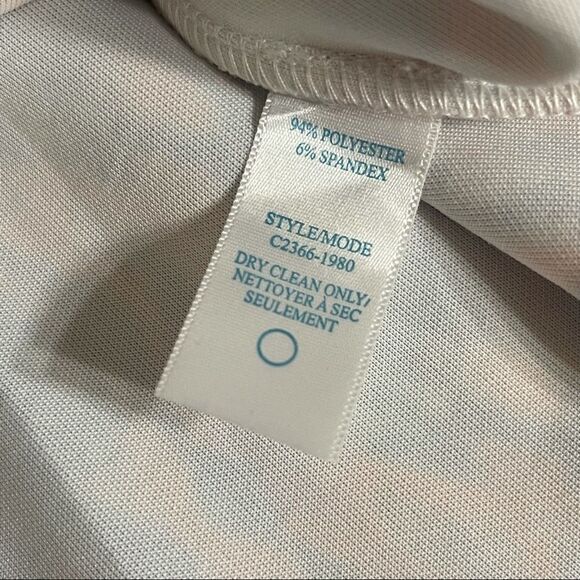 94% POLYESTER
6% SPANDEX
STYLE/MODE
C2366-1980
DRY CLEAN ONLY/
NETTOYER À SEC
SEULEMENT